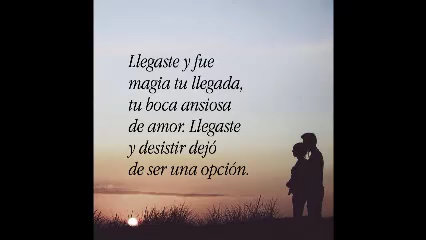 Llegaste y fue
magia tu llegada,
tu boca ansiosa
de amor. Llegaste
y desistir dejó
de ser una opción.